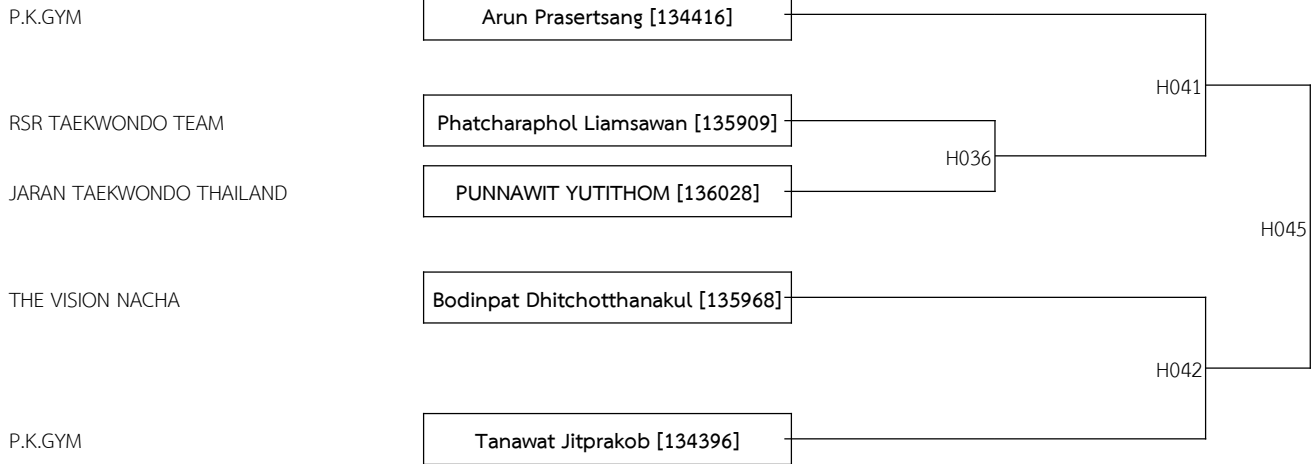 P.K.GYM
Arun Prasertsang [134416]
H041
RSR TAEKWONDO TEAM
Phatcharaphol Liamsawan [135909]
H036
JARAN TAEKWONDO THAILAND
PUNNAWIT YUTITHOM [136028]
H045
THE VISION NACHA
Bodinpat Dhitchotthanakul [135968]
H042
P.K.GYM
Tanawat Jitprakob [134396]